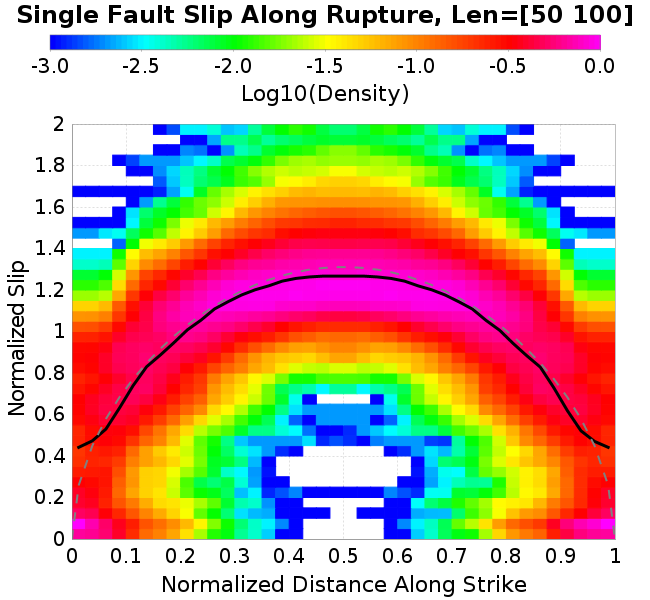 Single Fault Slip Along Rupture, Len=[50 100]
-3.0 -2.5 -2.0 -1.5 -1.0 -0.5 0.0
Log10(Density)
2
1.8
1.6
1.4
1.2
1
0.8
0.6
0.4
0.2
0
Normalized Slip
0 0.1 0.2 0.3 0.4 0.5 0.6 0.7 0.8 0.9 1
Normalized Distance Along Strike